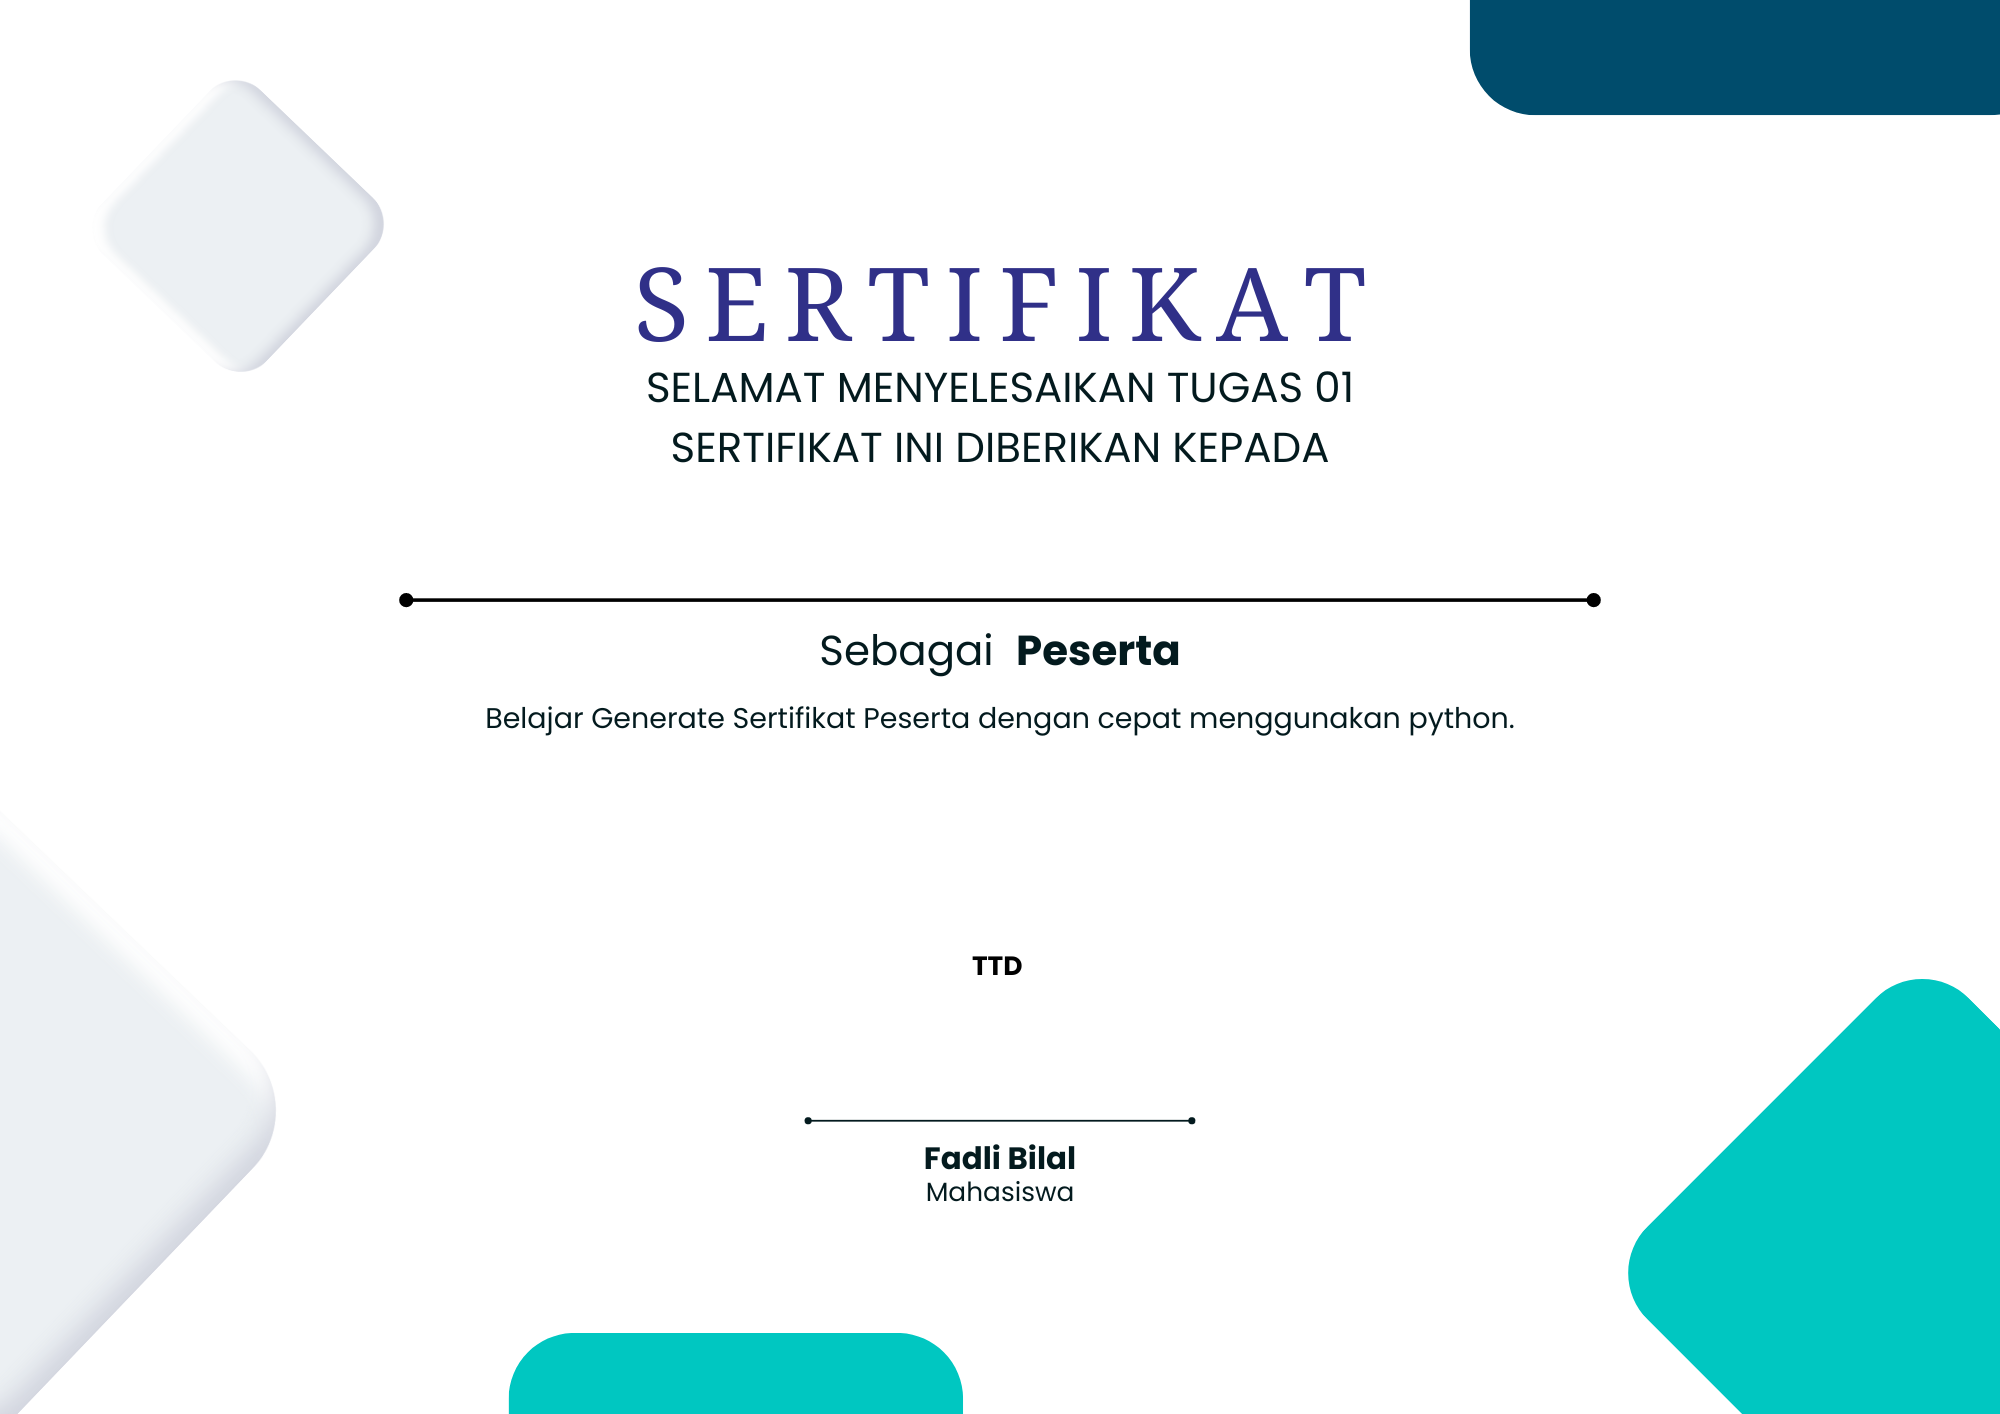 SERTIFIKAT
SELAMAT MENYELESAIKAN TUGAS 01
SERTIFIKAT INI DIBERIKAN KEPADA
Sebagai Peserta
Belajar Generate Sertifikat Peserta dengan cepat menggunakan python.
TTD
Fadli Bilal
Mahasiswa